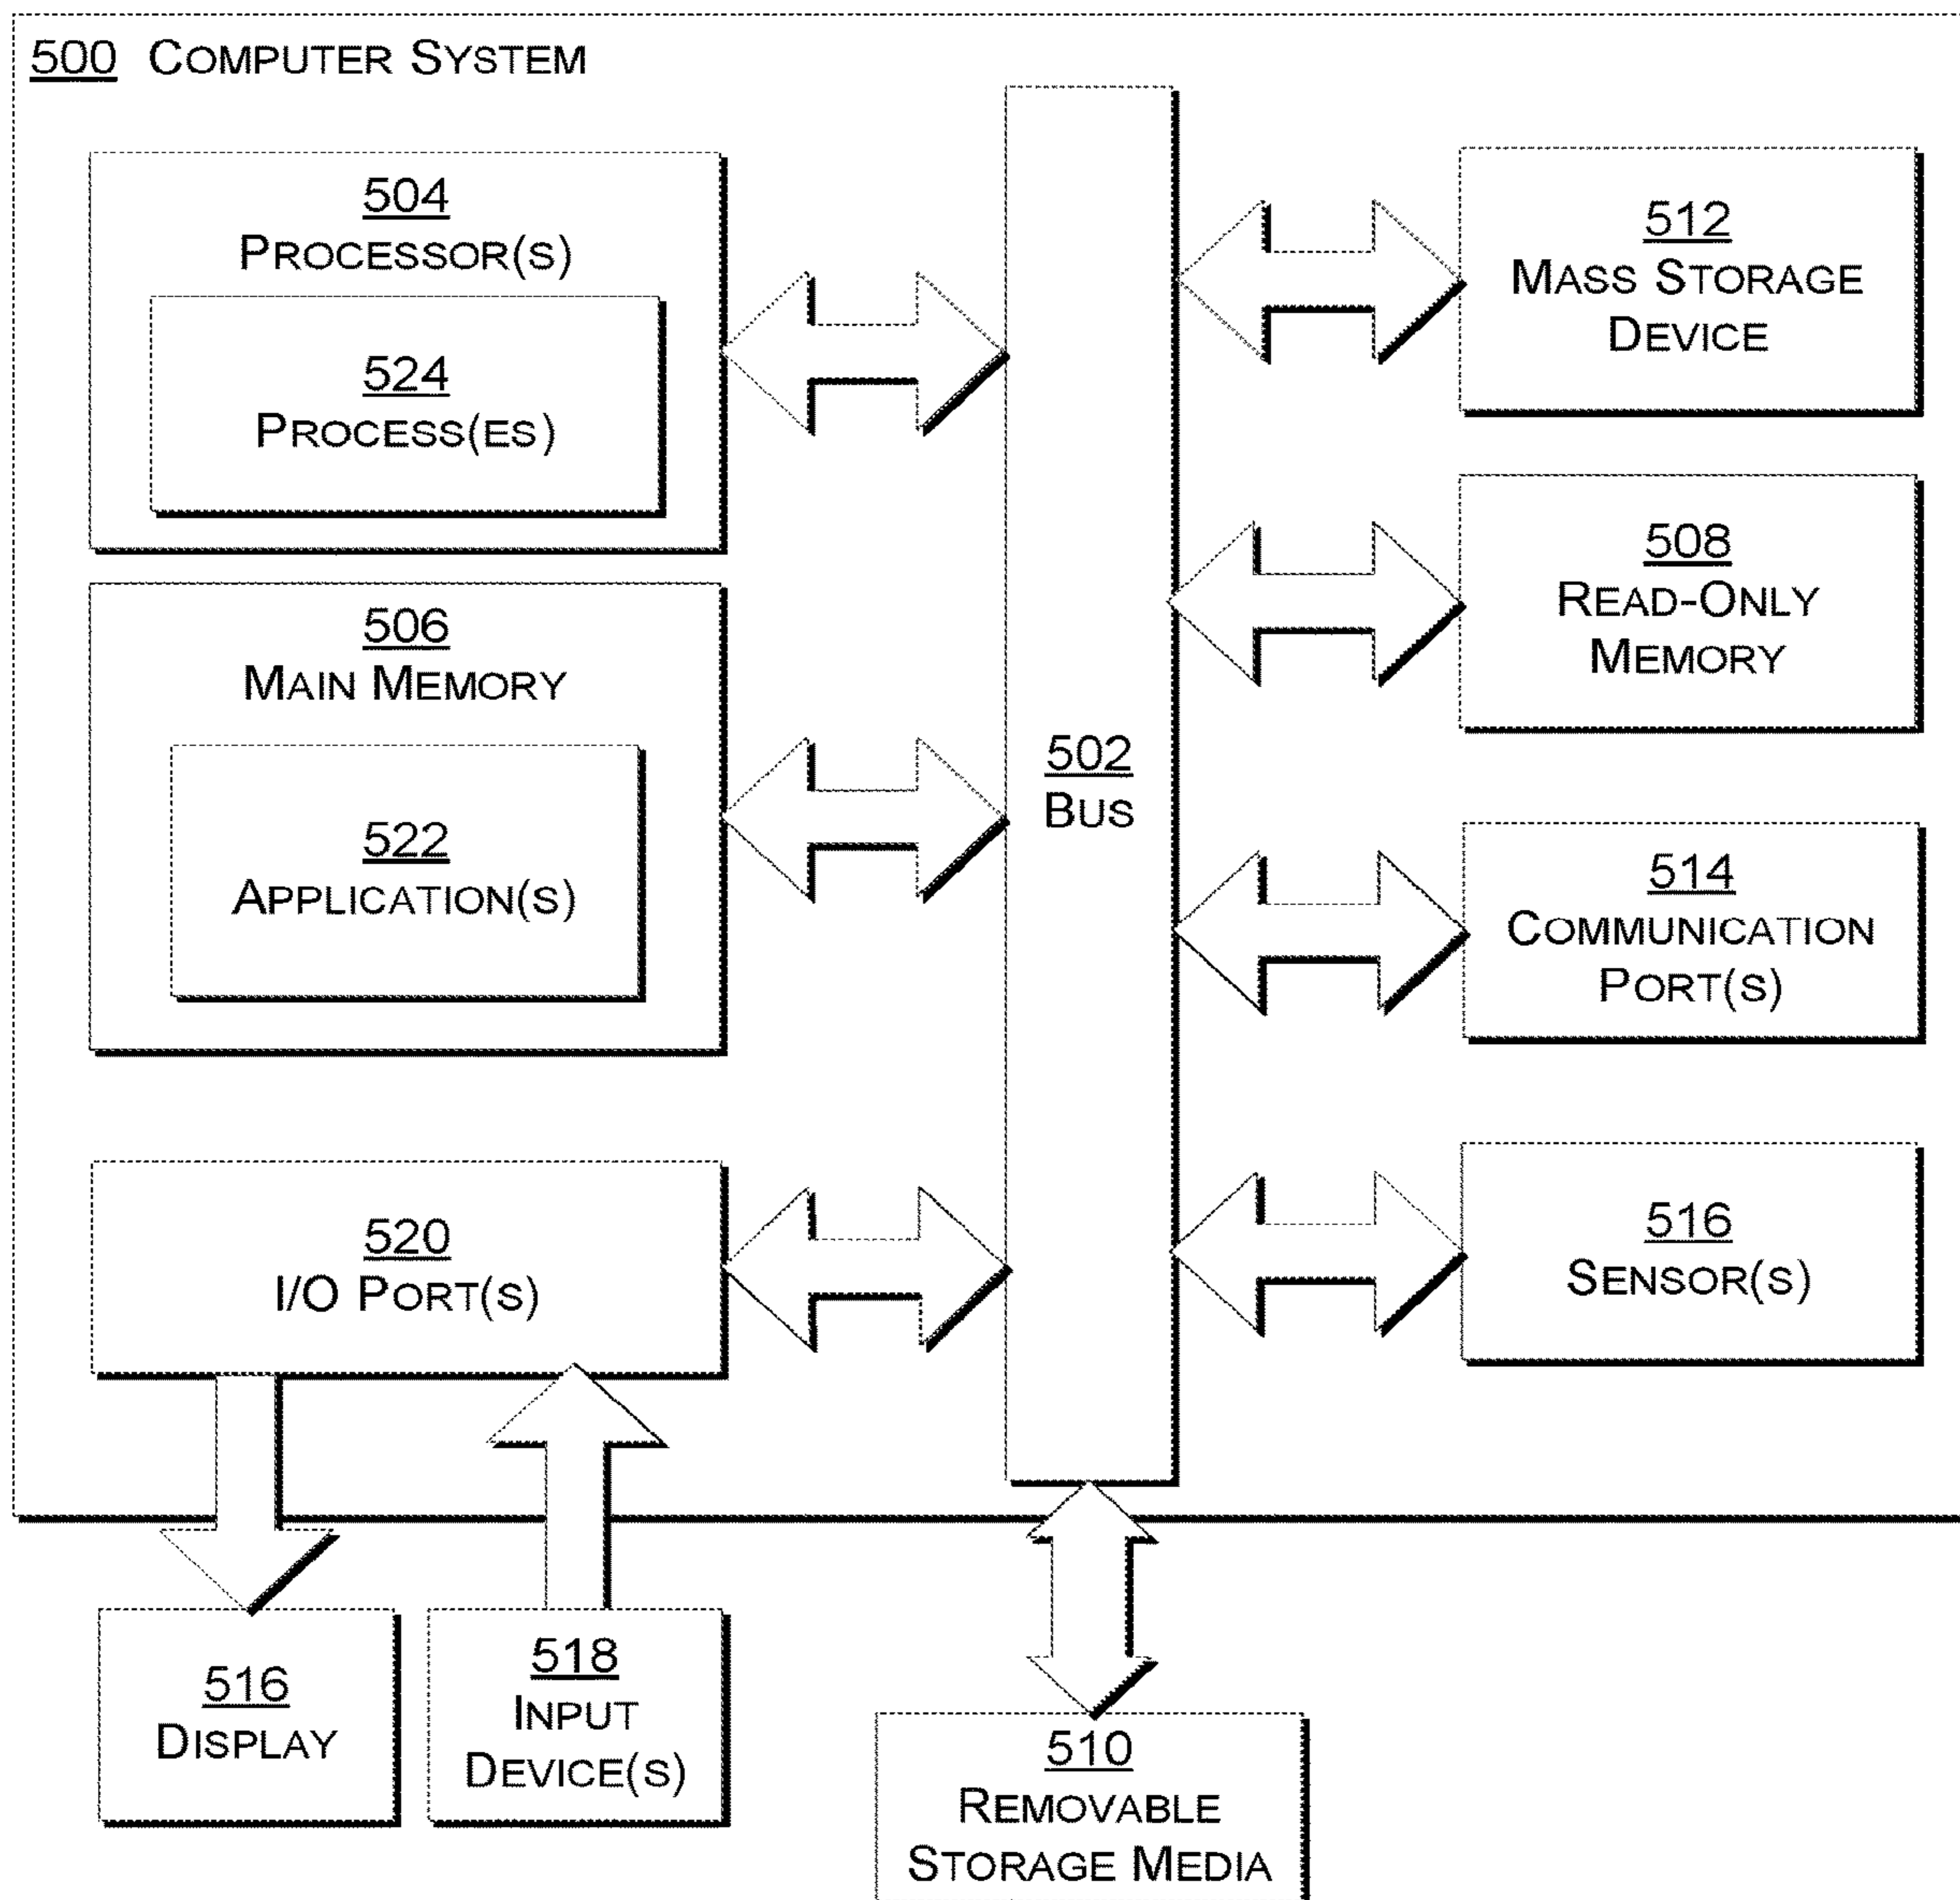 500 COMPUTER SYSTEM
504
PROCESSOR(S)
524
PROCESS(ES)
506
MAIN MEMORY
522
APPLICATION(S)
520
I/O PORT(S)
516
DISPLAY
518
INPUT
DEVICE(S)
502
BUS
510
REMOVABLE
STORAGE MEDIA
512
MASS STORAGE
DEVICE
508
READ-ONLY
MEMORY
514
COMMUNICATION
PORT(S)
516
SENSOR(S)